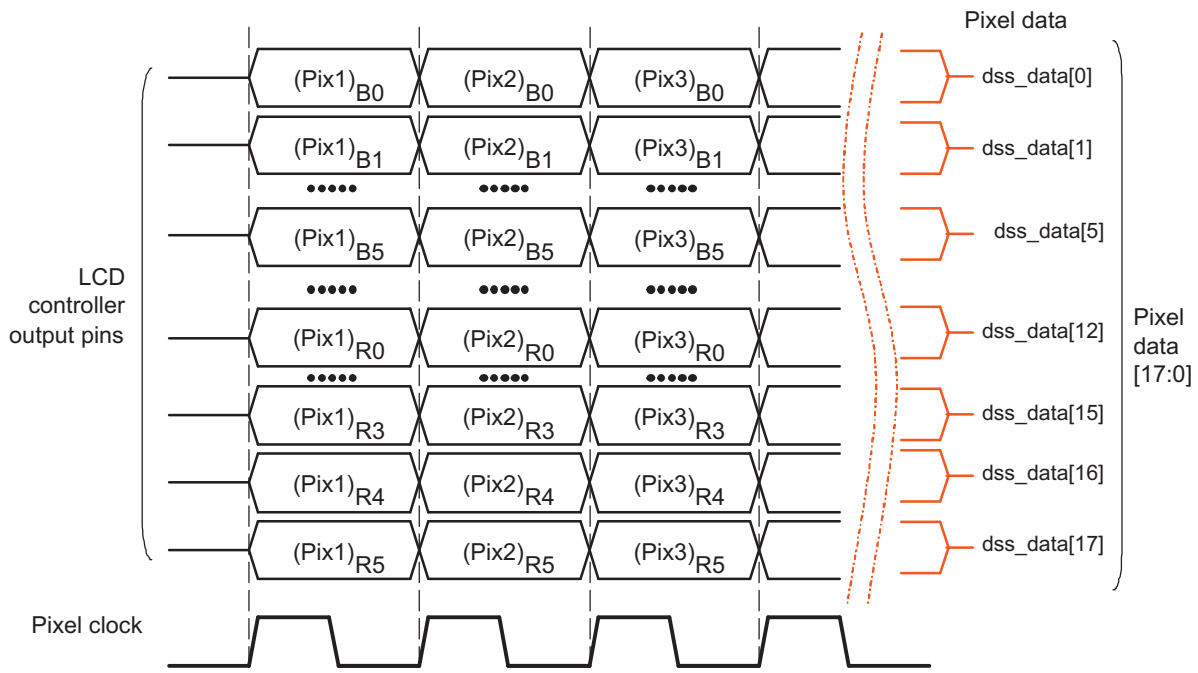 Pixel data
(Pix1)B0 (Pix2)B0 (Pix3)B0 dss_data[0]
(Pix1)B1 (Pix2)B1 (Pix3)B1 dss_data[1]
(Pix1)B5 (Pix2)B5 (Pix3)B5 dss_data[5]
LCD
controller
output pins
(Pix1)R0 (Pix2)R0 (Pix3)R0 dss_data[12]
Pixel
data
[17:0]
(Pix1)R3 (Pix2)R3 (Pix3)R3 dss_data[15]
(Pix1)R4 (Pix2)R4 (Pix3)R4 dss_data[16]
(Pix1)R5 (Pix2)R5 (Pix3)R5 dss_data[17]
Pixel clock